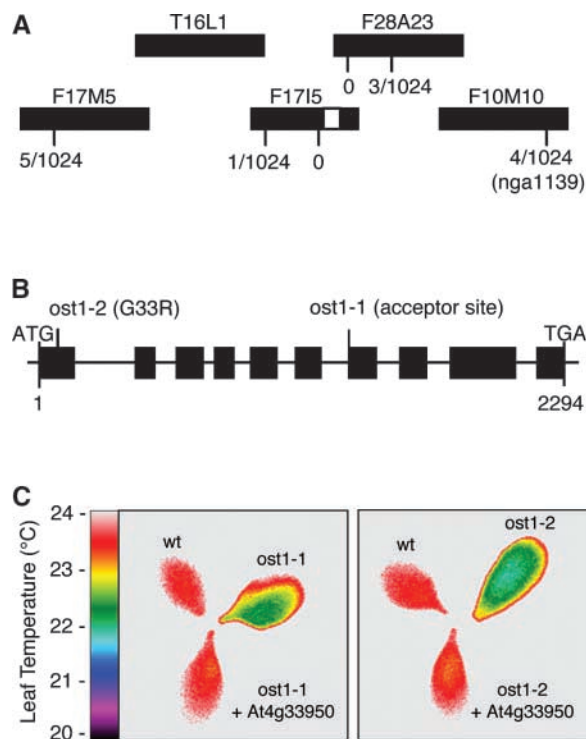 A
T16L1
F28A23
0
3/1024
F17M5
F17I5
F10M10
5/1024
1/1024
0
4/1024
(nga1139)
B
ost1-2 (G33R)
ost1-1 (acceptor site)
ATG
TGA
1
2294
C
Leaf Temperature (°C)
24 -
23 -
22 -
21 -
20 -
wt
ost1-1
ost1-1
+ At4g33950
wt
ost1-2
ost1-2
+ At4g33950